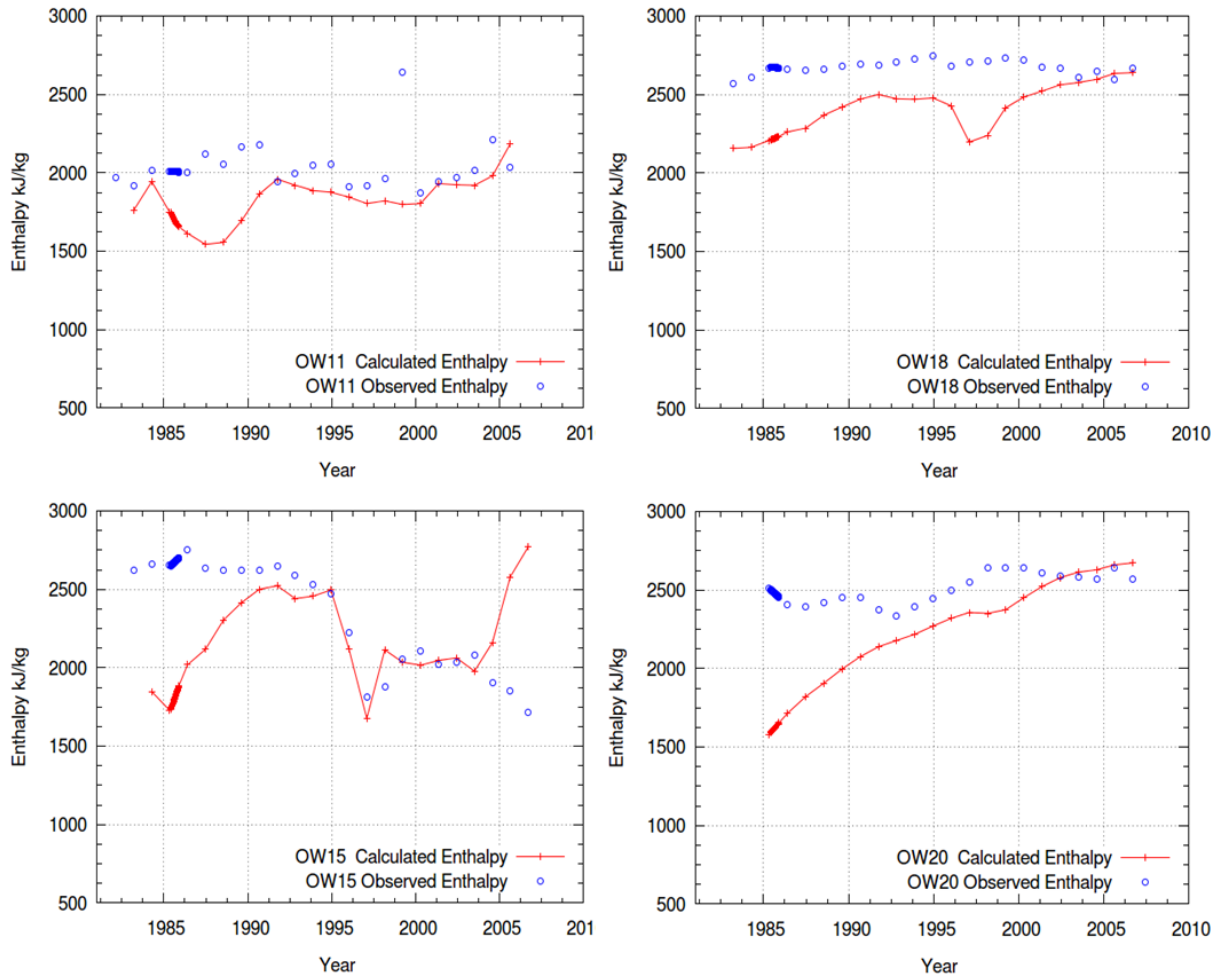 3000
2500
2000
1500
1000
500
Enthalpy kJ/kg
OW11 Calculated Enthalpy
OW11 Observed Enthalpy
1985 1990 1995 2000 2005 201
Year
3000
2500
2000
1500
1000
500
Enthalpy kJ/kg
OW18 Calculated Enthalpy
OW18 Observed Enthalpy
1985 1990 1995 2000 2005 2010
Year
3000
2500
2000
1500
1000
500
Enthalpy kJ/kg
OW15 Calculated Enthalpy
OW15 Observed Enthalpy
1985 1990 1995 2000 2005 201
Year
3000
2500
2000
1500
1000
500
Enthalpy kJ/kg
OW20 Calculated Enthalpy
OW20 Observed Enthalpy
1985 1990 1995 2000 2005 2010
Year